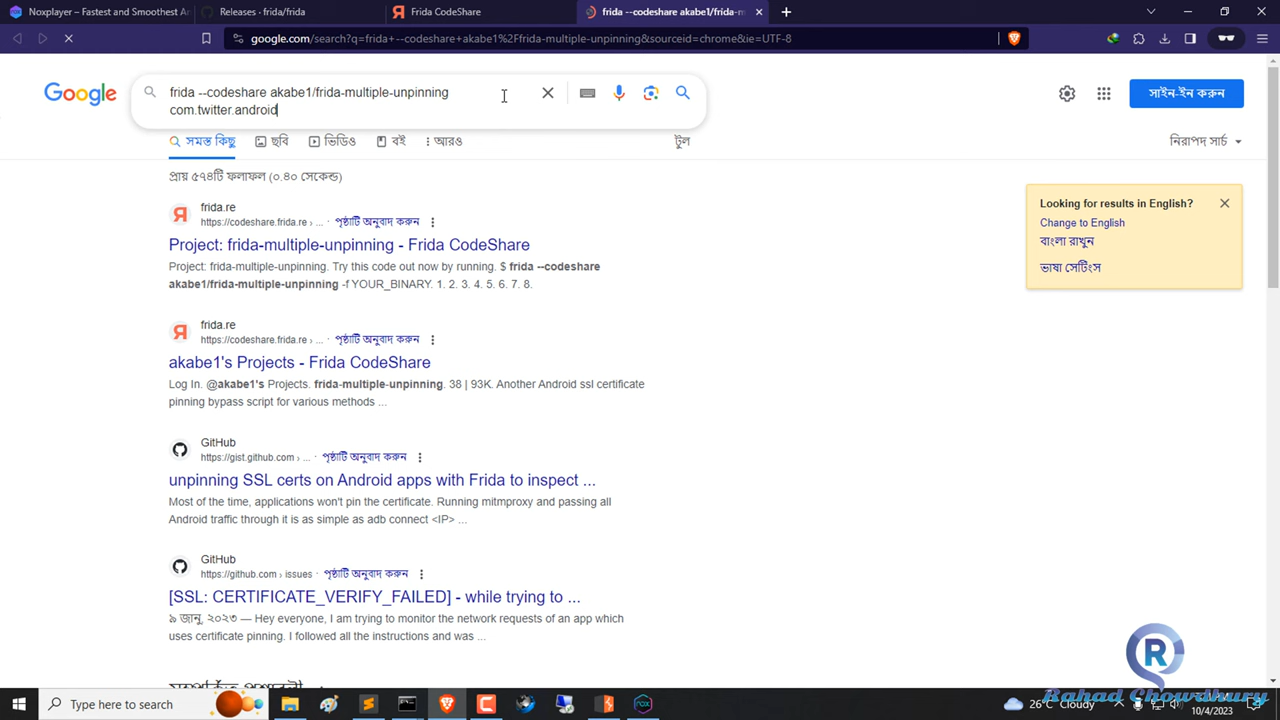 Noxplayer – Fastest and Smoothest An
Releases · frida/frida
Frida CodeShare
frida --codeshare akabe1/frida-m
google.com/search?q=frida+--codeshare+akabe1%2Ffrida-multiple-unpinning&sourceid=chrome&ie=UTF-8
Google
frida --codeshare akabe1/frida-multiple-unpinning
com.twitter.android
সাইন-ইন করুন
সমস্ত কিছু
ছবি
ভিডিও
বই
আরও
টুল
নিরাপদ সার্চ
প্রায় ৫৭৪টি ফলাফল (০.৪০ সেকেন্ড)
Looking for results in English?
Change to English
বাংলা রাখুন
ভাষা সেটিংস
frida.re
https://codeshare.frida.re › ... · পৃষ্ঠাটি অনুবাদ করুন
Project: frida-multiple-unpinning - Frida CodeShare
Project: frida-multiple-unpinning. Try this code out now by running. $ frida --codeshare
akabe1/frida-multiple-unpinning -f YOUR_BINARY. 1. 2. 3. 4. 5. 6. 7. 8.
frida.re
https://codeshare.frida.re › ... · পৃষ্ঠাটি অনুবাদ করুন
akabe1's Projects - Frida CodeShare
Log In. @akabe1's Projects. frida-multiple-unpinning. 38 | 93K. Another Android ssl certificate
pinning bypass script for various methods ...
GitHub
https://gist.github.com › ... · পৃষ্ঠাটি অনুবাদ করুন
unpinning SSL certs on Android apps with Frida to inspect ...
Most of the time, applications won't pin the certificate. Running mitmproxy and passing all
Android traffic through it is as simple as adb connect <IP> ...
GitHub
https://github.com › issues · পৃষ্ঠাটি অনুবাদ করুন
[SSL: CERTIFICATE_VERIFY_FAILED] - while trying to ...
৯ জানু, ২০২৩ — Hey everyone, I am trying to monitor the network requests of an app which
uses certificate pinning. I followed all the instructions and was ...
R
Rahad Chowdhury
Type here to search
26°C Cloudy
10/4/2023